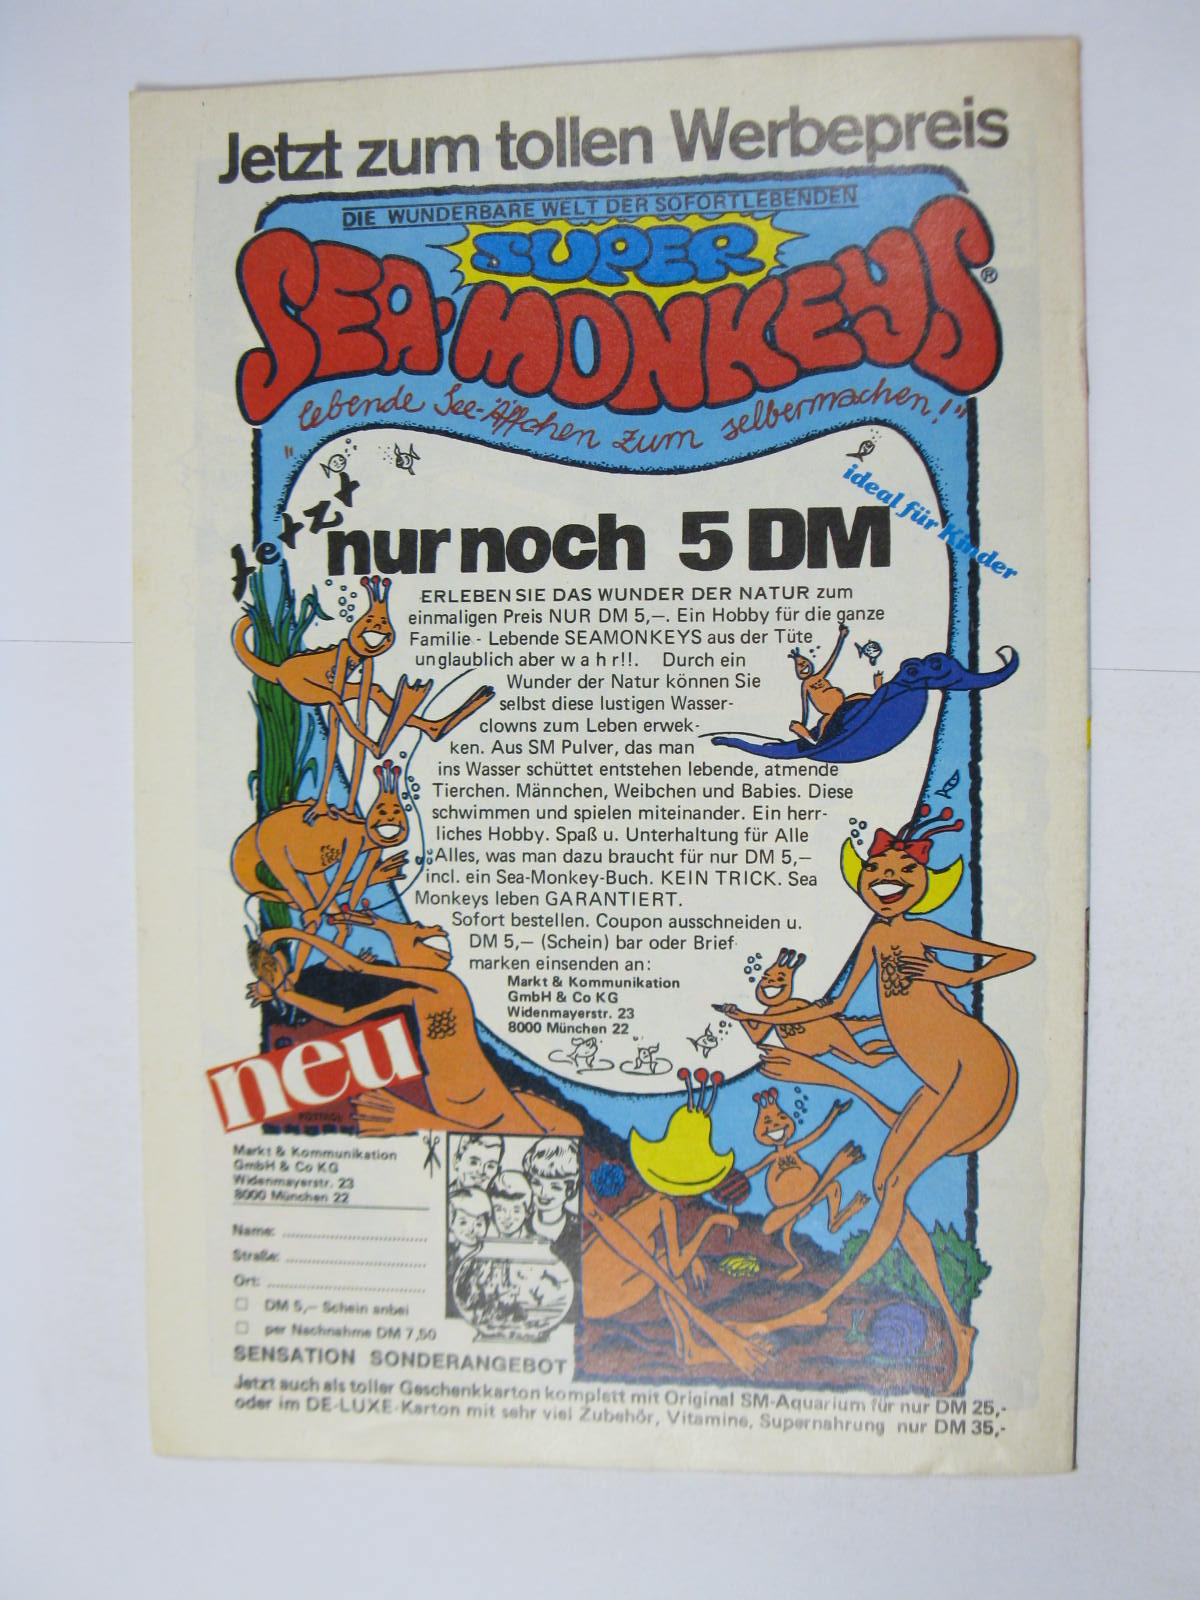 Jetzt zum tollen Werbepreis
DIE WUNDERBARE WELT DER SOFORTLEBENDEN
SUPER
SEA-MONKEYS®
"lebende See-Äffchen zum selbermachen!"
ideal für Kinder
jetzt
nur noch 5 DM
ERLEBEN SIE DAS WUNDER DER NATUR zum
einmaligen Preis NUR DM 5,—. Ein Hobby für die ganze
Familie - Lebende SEAMONKEYS aus der Tüte
unglaublich aber w a h r!!. Durch ein
Wunder der Natur können Sie
selbst diese lustigen Wasser-
clowns zum Leben erwek-
ken. Aus SM Pulver, das man
ins Wasser schüttet entstehen lebende, atmende
Tierchen. Männchen, Weibchen und Babies. Diese
schwimmen und spielen miteinander. Ein herr-
liches Hobby. Spaß u. Unterhaltung für Alle
Alles, was man dazu braucht für nur DM 5,—
incl. ein Sea-Monkey-Buch. KEIN TRICK. Sea
Monkeys leben GARANTIERT.
Sofort bestellen. Coupon ausschneiden u.
DM 5,— (Schein) bar oder Brief-
marken einsenden an:
Markt & Kommunikation
GmbH & Co KG
Widenmayerstr. 23
8000 München 22
neu
POSTAGE
Markt & Kommunikation
GmbH & Co KG
Widenmayerstr. 23
8000 München 22
Name:
Straße:
Ort:
DM 5,— Schein anbei
per Nachnahme DM 7,50
SENSATION SONDERANGEBOT
Jetzt auch als toller Geschenkkarton komplett mit Original SM-Aquarium für nur DM 25,-
oder im DE-LUXE-Karton mit sehr viel Zubehör, Vitamine, Supernahrung nur DM 35,-